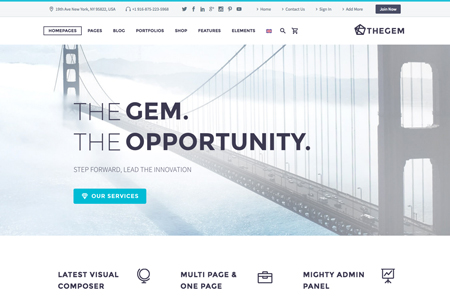 19th Ave New York, NY 95822, USA +1 916-875-223-5968 Home Contact Us Sign in Add More Join Now
HOMEPAGES PAGES BLOG PORTFOLIOS SHOP FEATURES ELEMENTS THEGEM
THE GEM.
THE OPPORTUNITY.
STEP FORWARD, LEAD THE INNOVATION
OUR SERVICES
LATEST VISUAL COMPOSER
MULTI PAGE & ONE PAGE
MIGHTY ADMIN PANEL